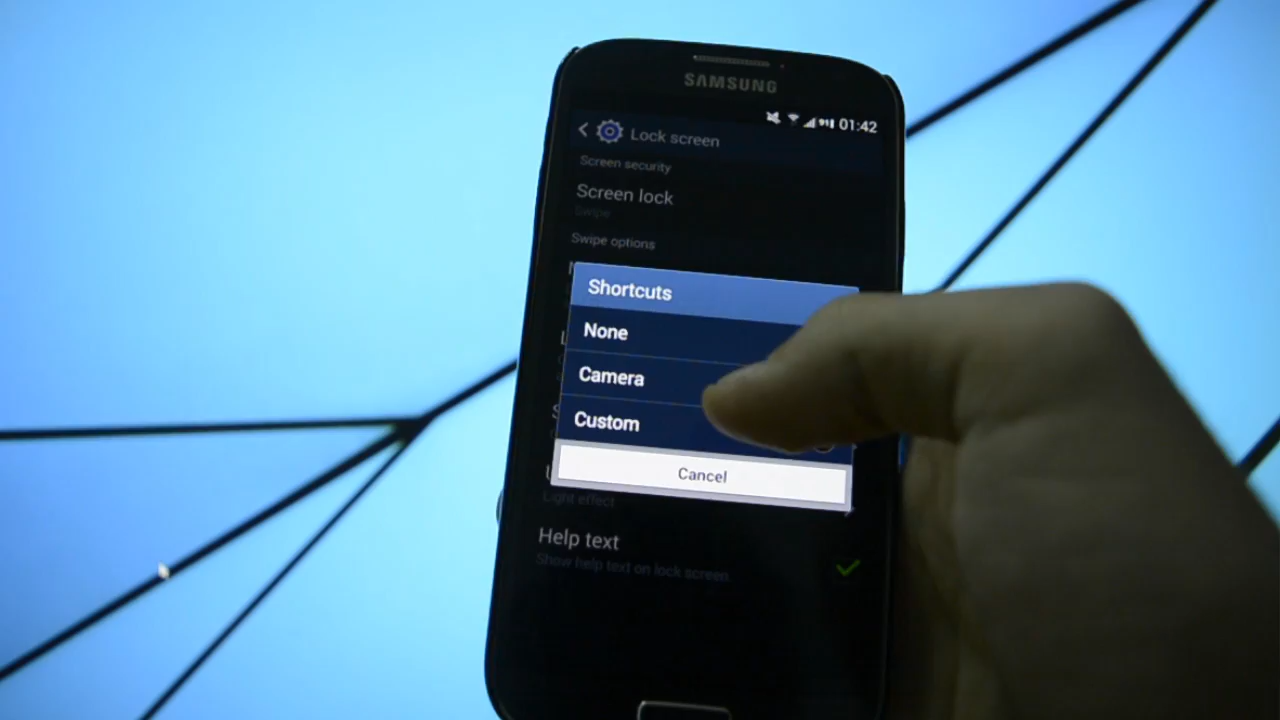 SAMSUNG
01:42
Lock screen
Screen security
Screen lock
Swipe
Swipe options
Shortcuts
None
Camera
Custom
Cancel
Light effect
Help text
Show help text on lock screen.